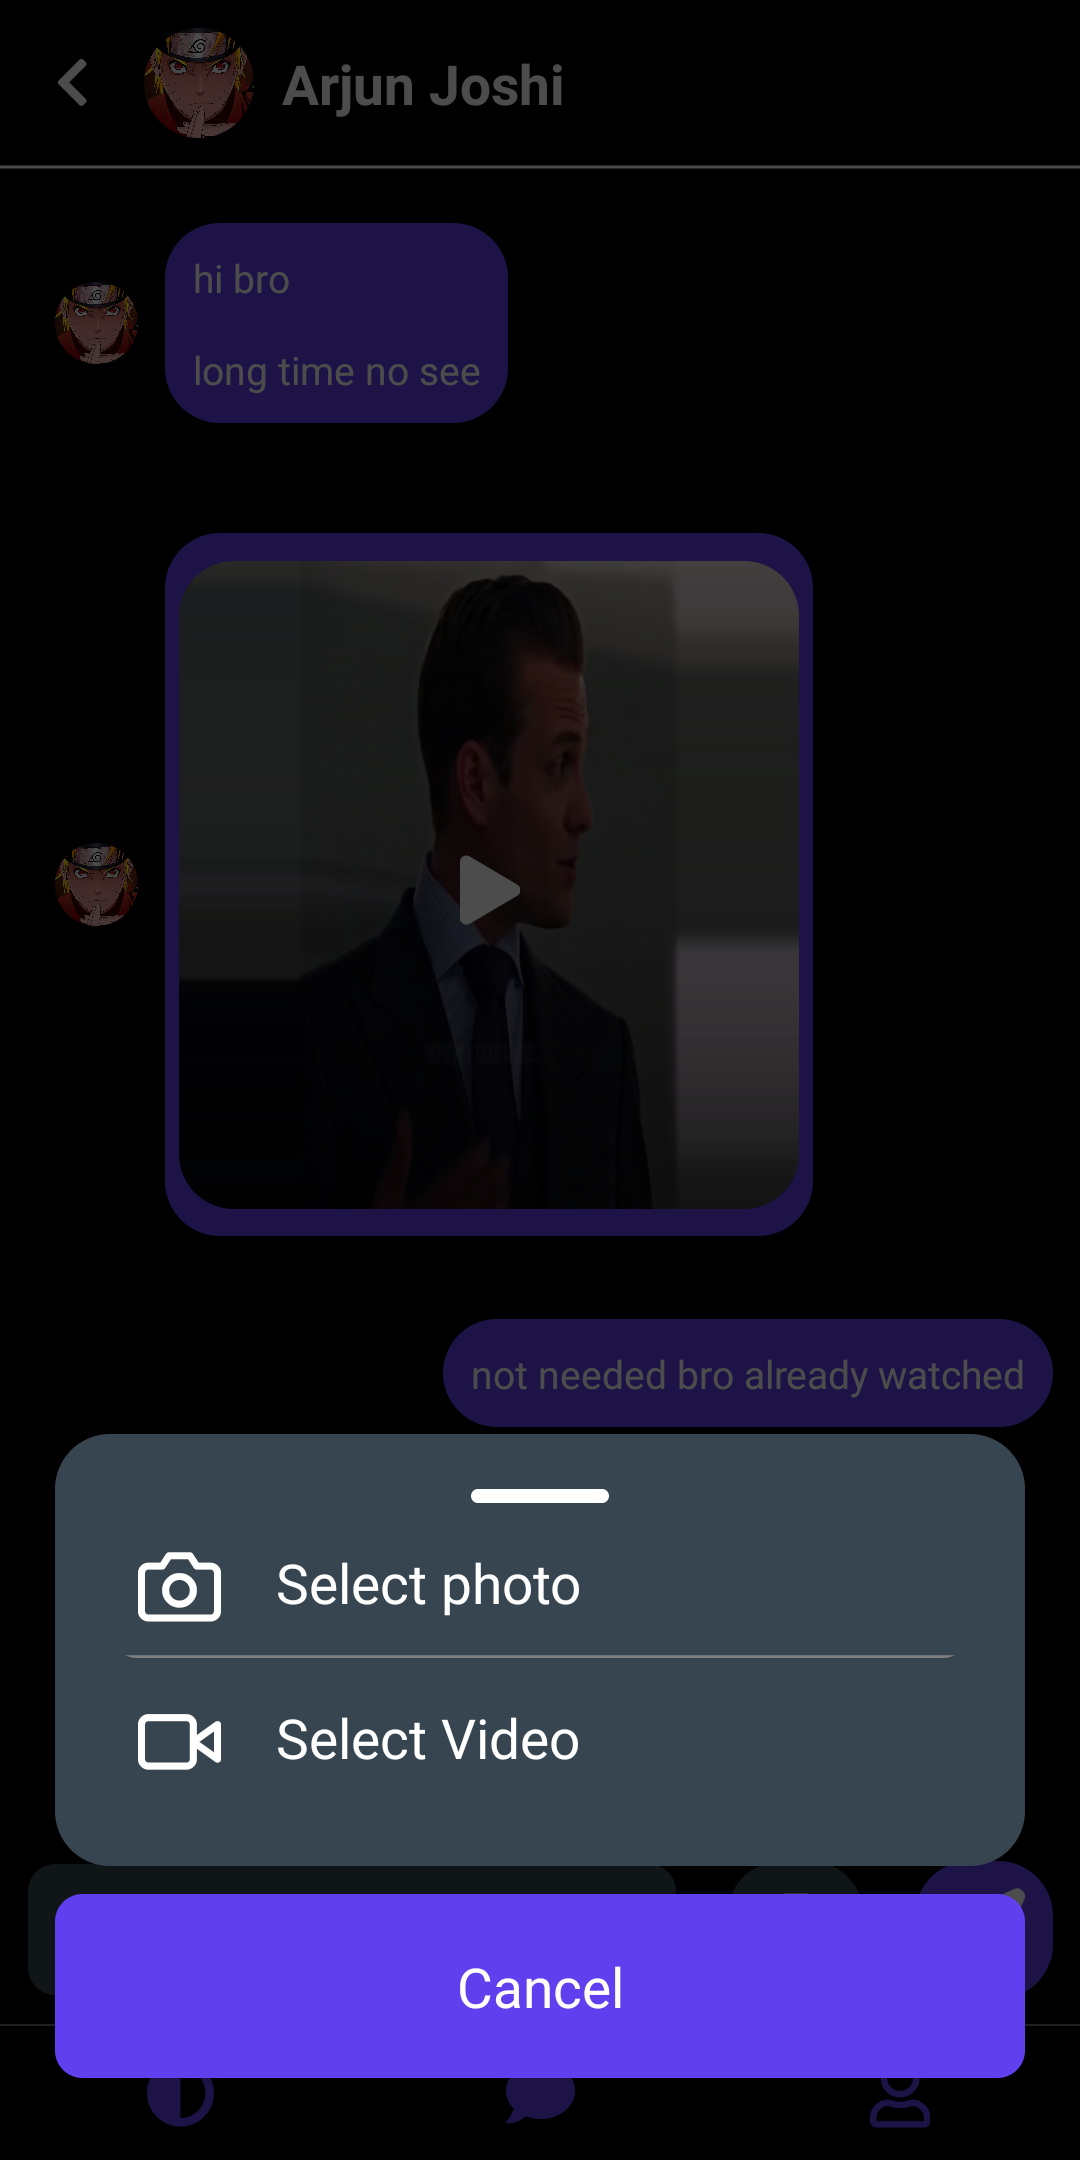 Arjun Joshi
hi bro
long time no see
not needed bro already watched
Select photo
Select Video
Cancel